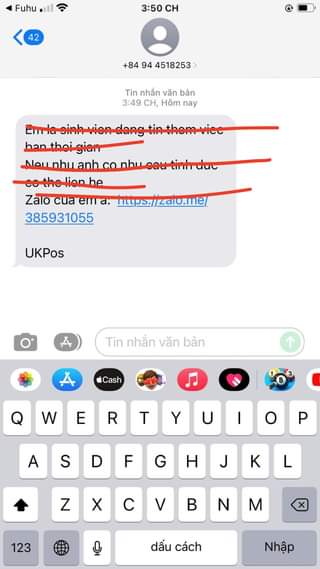 Fuhu
3:50 CH
42
+84 94 4518253
Tin nhắn văn bản
3:49 CH, Hôm nay
Em la sinh vien dang tin them viec
ban thoi gian
Neu nhu anh co nhu cau tinh duc
co the lien he
Zalo cua em a: https://zalo.me/
385931055
UKPos
Tin nhắn văn bản
Cash
Q W E R T Y U I O P
A S D F G H J K L
Z X C V B N M
123 dấu cách Nhập